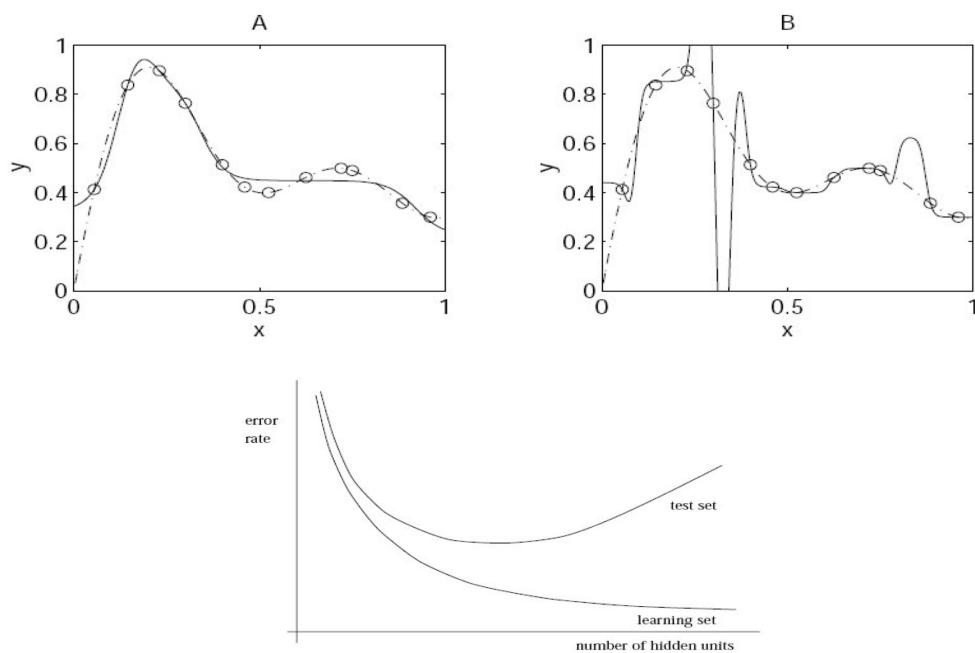 A
B
1
0.8
0.6
0.4
0.2
0
y
0
0.5
1
x
1
0.8
0.6
0.4
0.2
0
y
0
0.5
1
x
error
rate
test set
learning set
number of hidden units